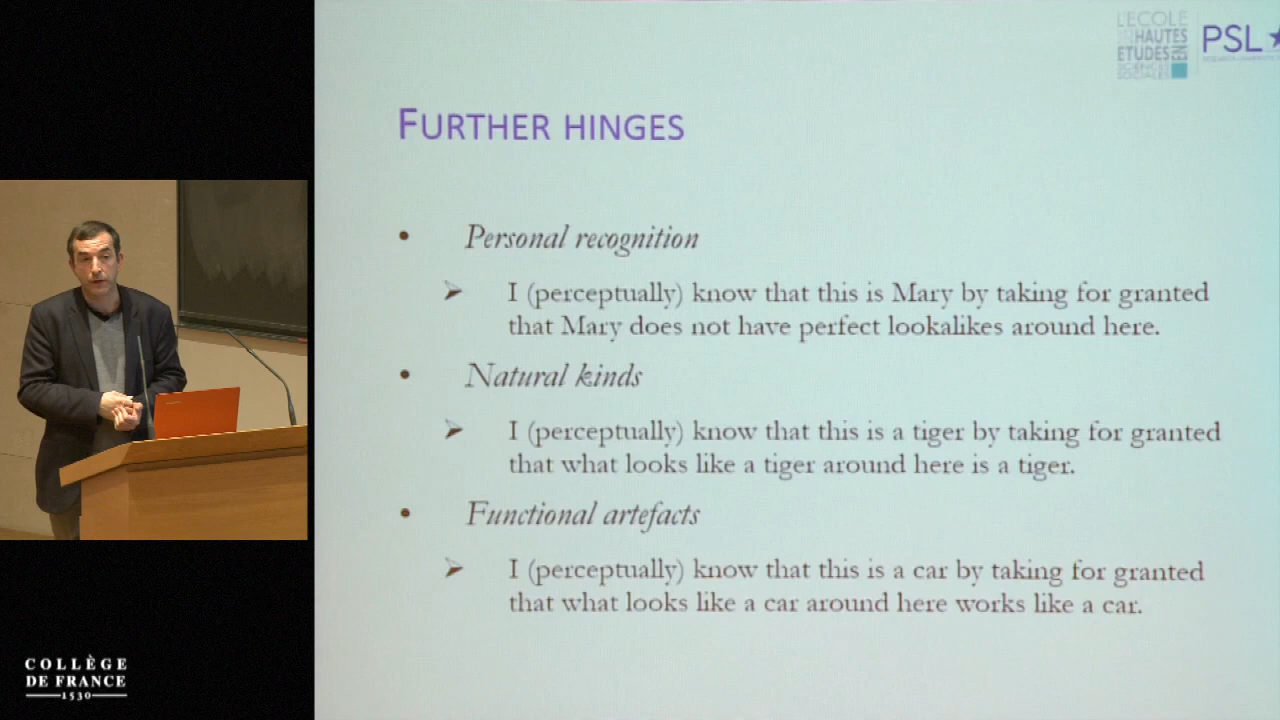 L'ECOLE
HAUTES
ETUDES EN
SCIENCES
SOCIALES
PSL
FURTHER HINGES
• Personal recognition
➢ I (perceptually) know that this is Mary by taking for granted
that Mary does not have perfect lookalikes around here.
• Natural kinds
➢ I (perceptually) know that this is a tiger by taking for granted
that what looks like a tiger around here is a tiger.
• Functional artefacts
➢ I (perceptually) know that this is a car by taking for granted
that what looks like a car around here works like a car.
COLLÈGE
DE FRANCE
1530